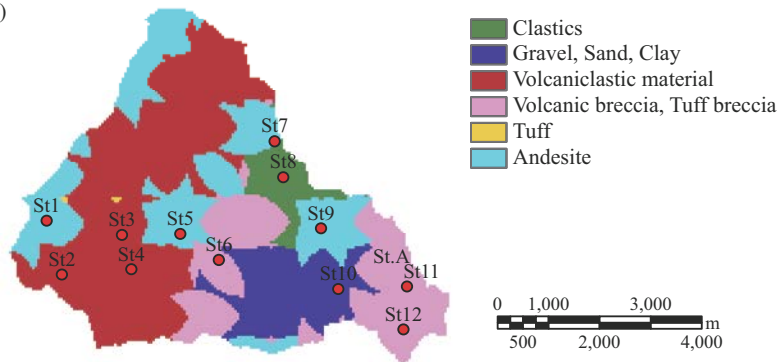 )
Clastics
Gravel, Sand, Clay
Volcaniclastic material
Volcanic breccia, Tuff breccia
Tuff
Andesite
St7
St8
St1
St3
St5
St9
St2
St4
St6
St.A
St10
St11
St12
0 1,000 3,000
m
500 2,000 4,000